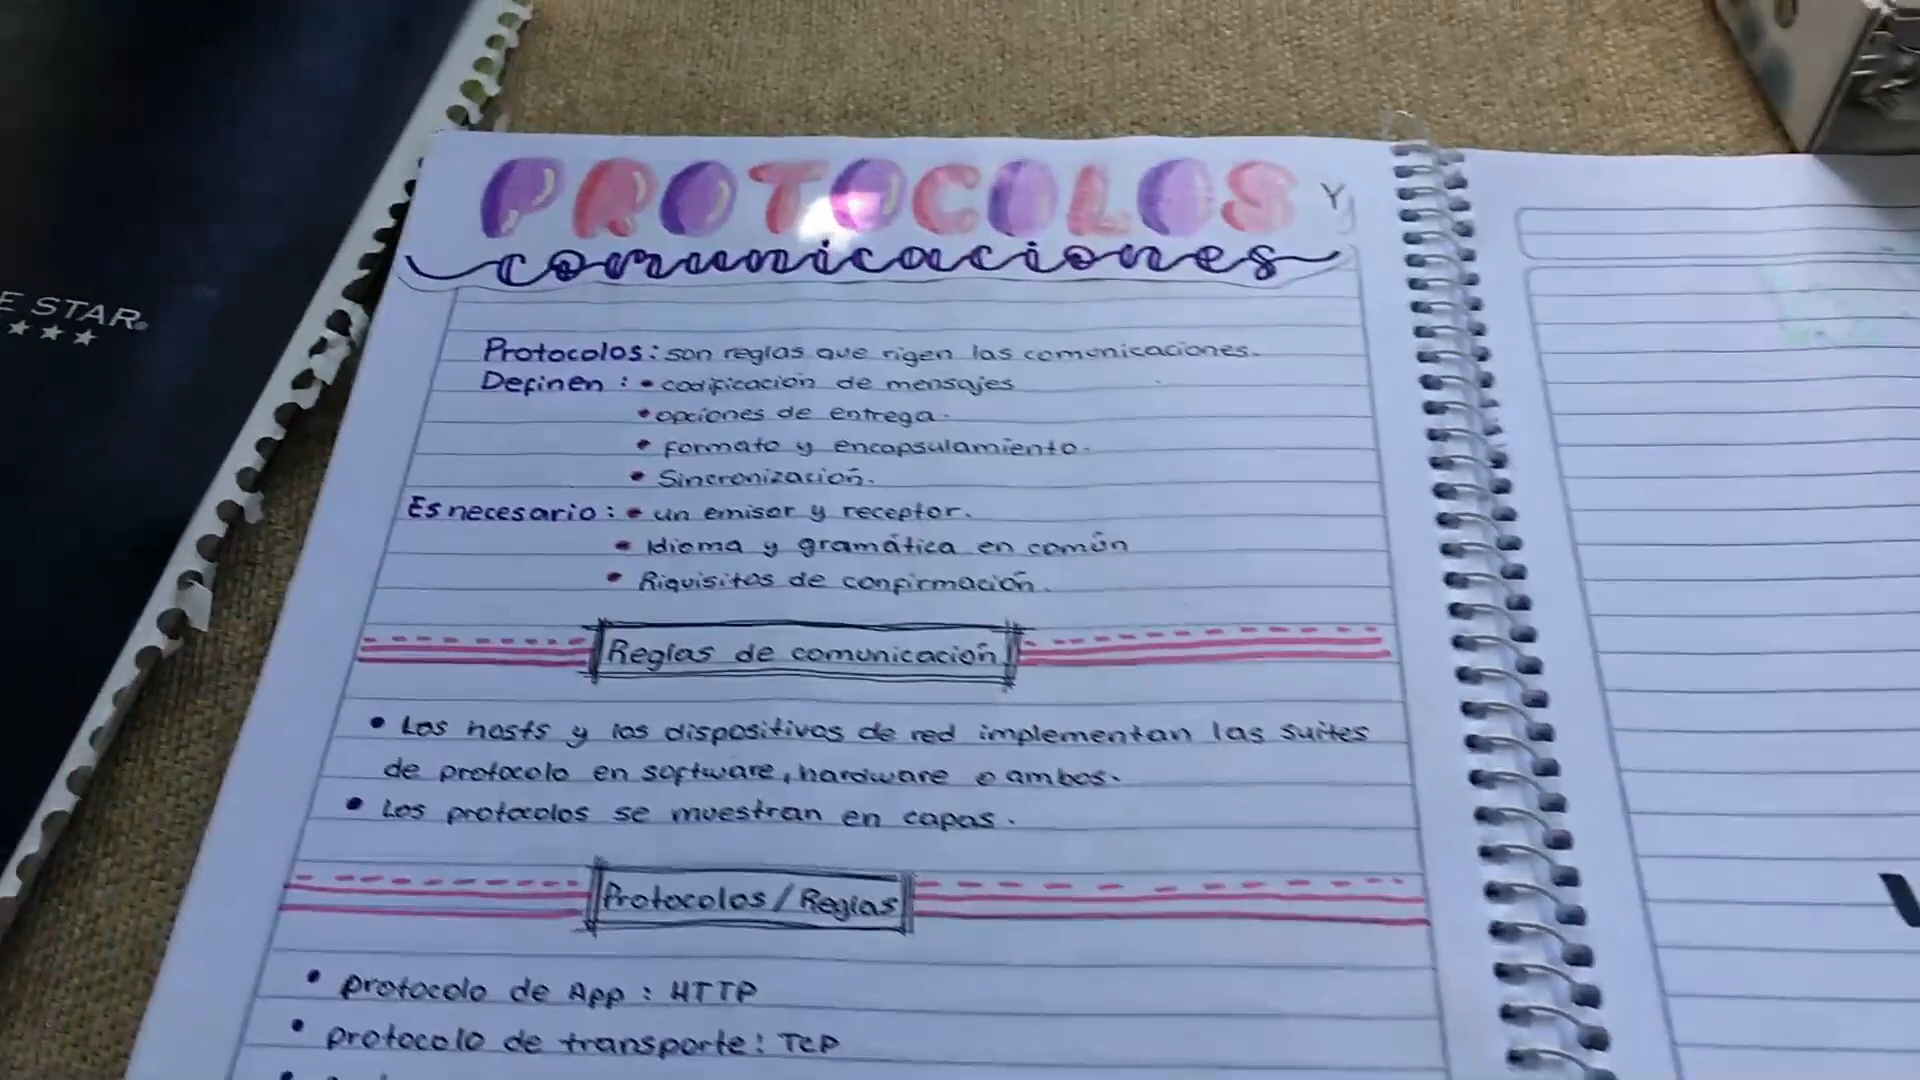 E STAR®
PROTOCOLOS Y
comunicaciones
Protocolos: son reglas que rigen las comunicaciones.
Definen: • codificación de mensajes
• opciones de entrega.
• formato y encapsulamiento.
• Sincronización.
Es necesario: • un emisor y receptor.
• Idioma y gramática en común
• Riquisitos de confirmación.
Reglas de comunicación
• Los hosts y los dispositivos de red implementan las suites
de protocolo en software, hardware o ambos.
• Los protocolos se muestran en capas.
Protocolos / Reglas
• protocolo de App: HTTP
• protocolo de transporte: TCP